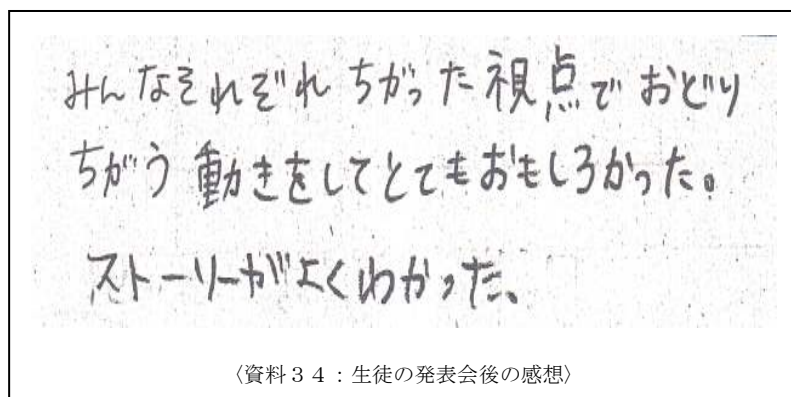 みんなそれぞれ ちがった視点で おどり
ちがう動きをしてとてもおもしろかった。
ストーリーがよくわかった、
〈資料３４：生徒の発表会後の感想〉